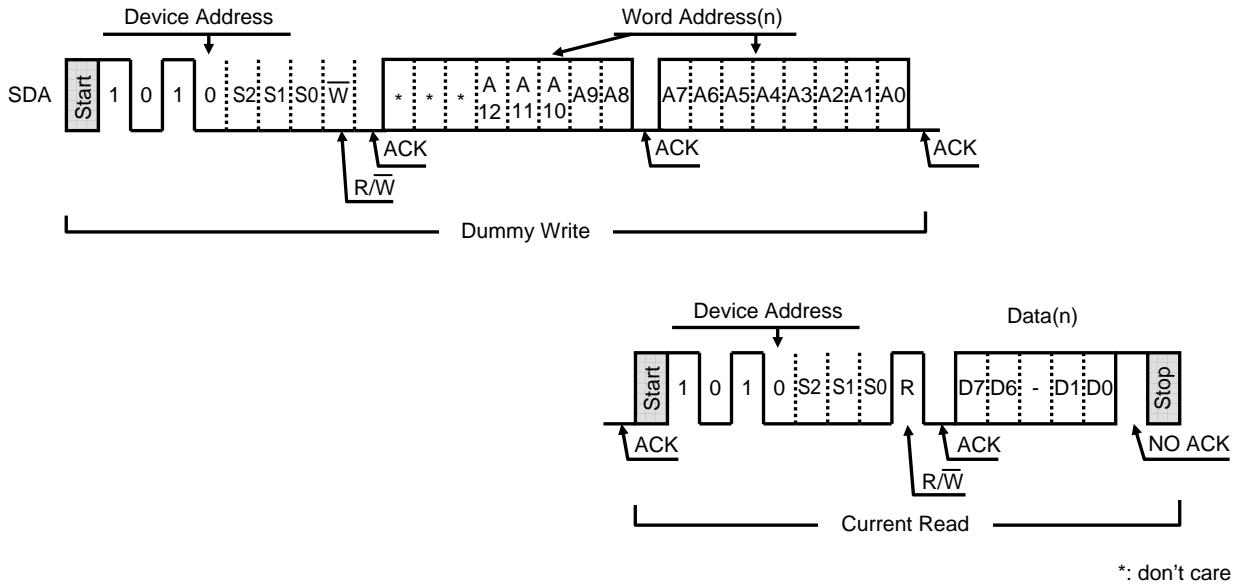 Device Address Word Address(n)
SDA Start 1 0 1 0 S2 S1 S0 W̅ * * * A 12 A 11 A 10 A9 A8 A7 A6 A5 A4 A3 A2 A1 A0
ACK ACK ACK
R/W̅
Dummy Write
Device Address Data(n)
Start 1 0 1 0 S2 S1 S0 R D7 D6 - D1 D0 Stop
ACK ACK NO ACK
R/W̅
Current Read
*: don't care